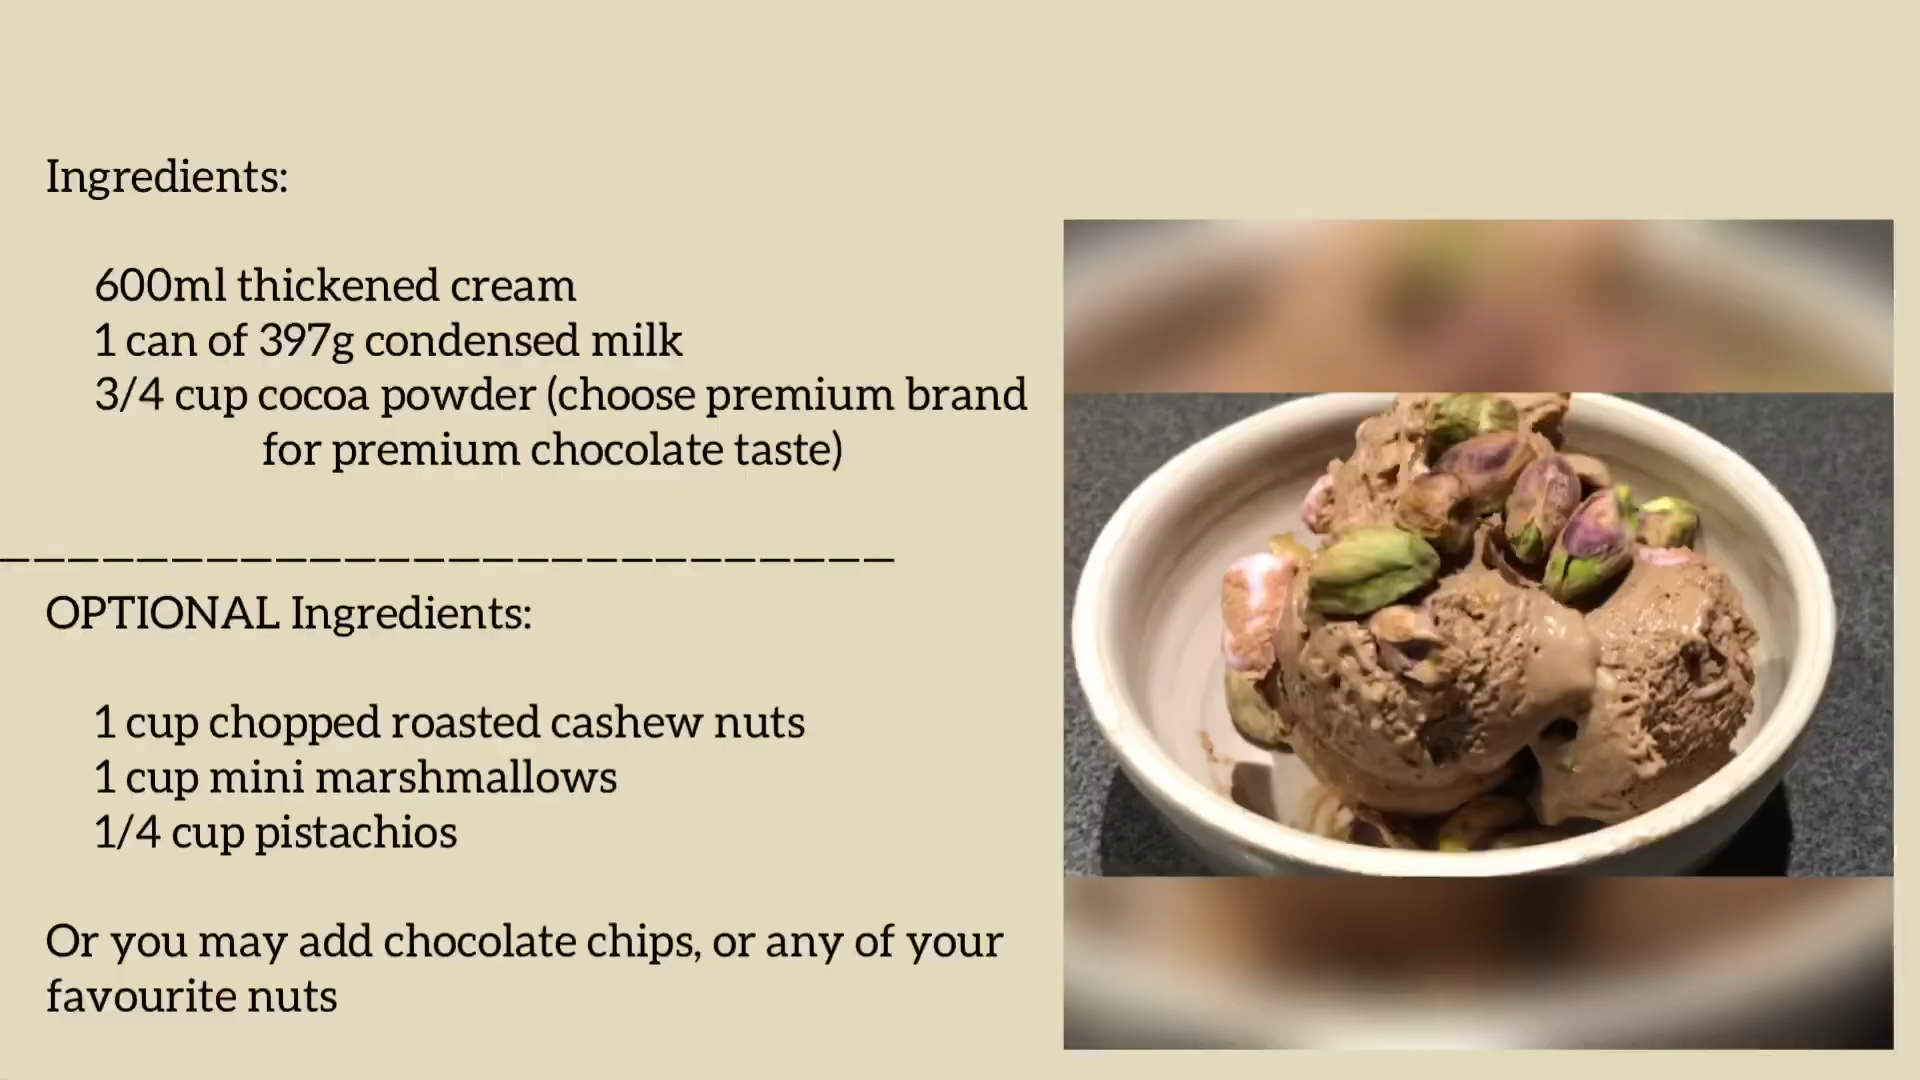 Ingredients:
600ml thickened cream
1 can of 397g condensed milk
3/4 cup cocoa powder (choose premium brand
for premium chocolate taste)
__________________________
OPTIONAL Ingredients:
1 cup chopped roasted cashew nuts
1 cup mini marshmallows
1/4 cup pistachios
Or you may add chocolate chips, or any of your
favourite nuts